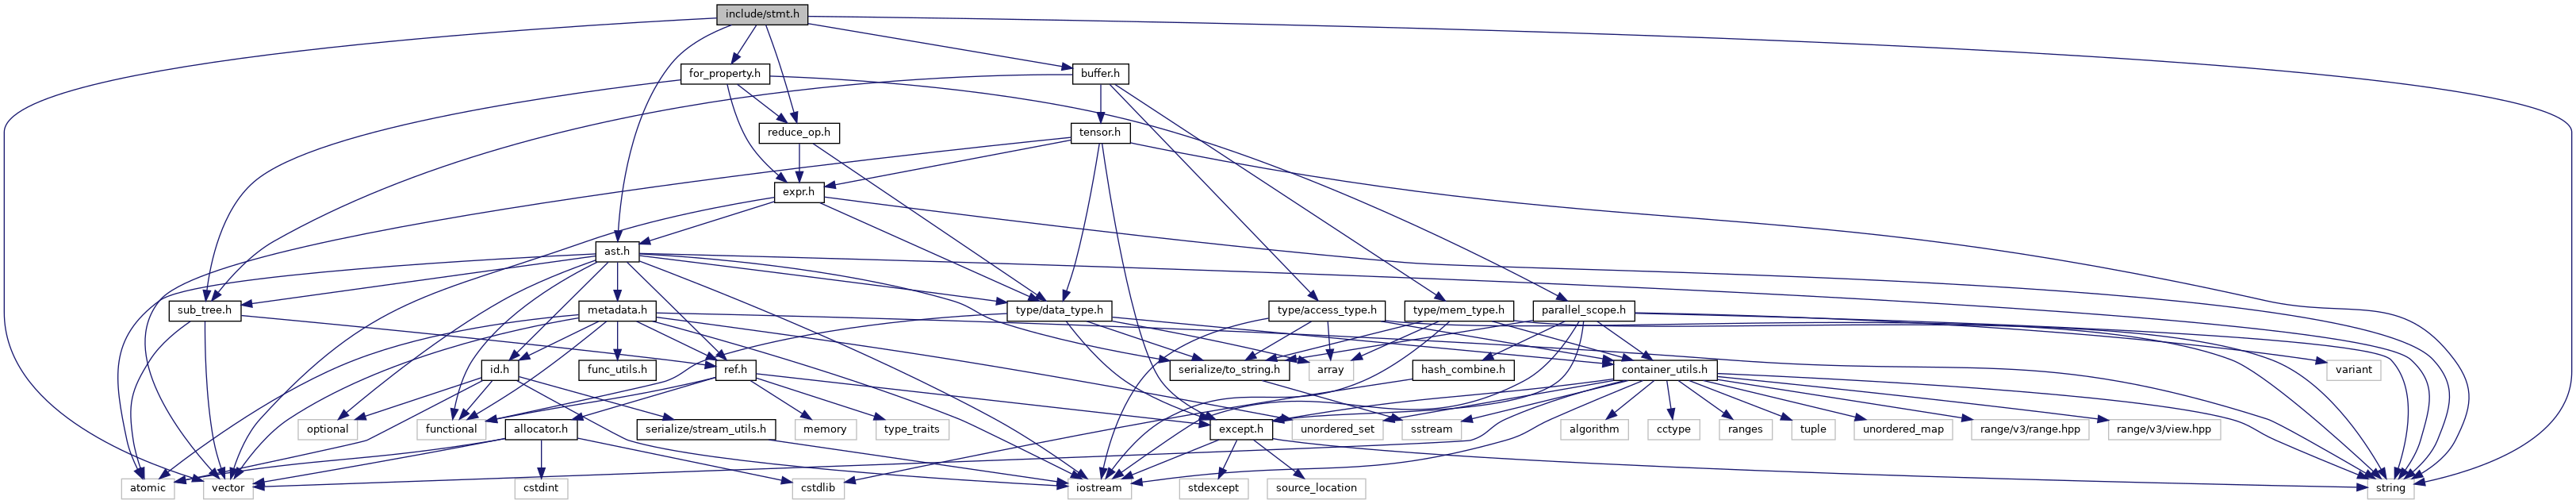 include/stmt.h
for_property.h
buffer.h
reduce_op.h
tensor.h
expr.h
ast.h
sub_tree.h
metadata.h
type/data_type.h
type/access_type.h
type/mem_type.h
parallel_scope.h
id.h
func_utils.h
ref.h
serialize/to_string.h
array
hash_combine.h
container_utils.h
variant
optional
functional
allocator.h
serialize/stream_utils.h
memory
type_traits
except.h
unordered_set
sstream
algorithm
cctype
ranges
tuple
unordered_map
range/v3/range.hpp
range/v3/view.hpp
atomic
vector
cstdint
cstdlib
iostream
stdexcept
source_location
string